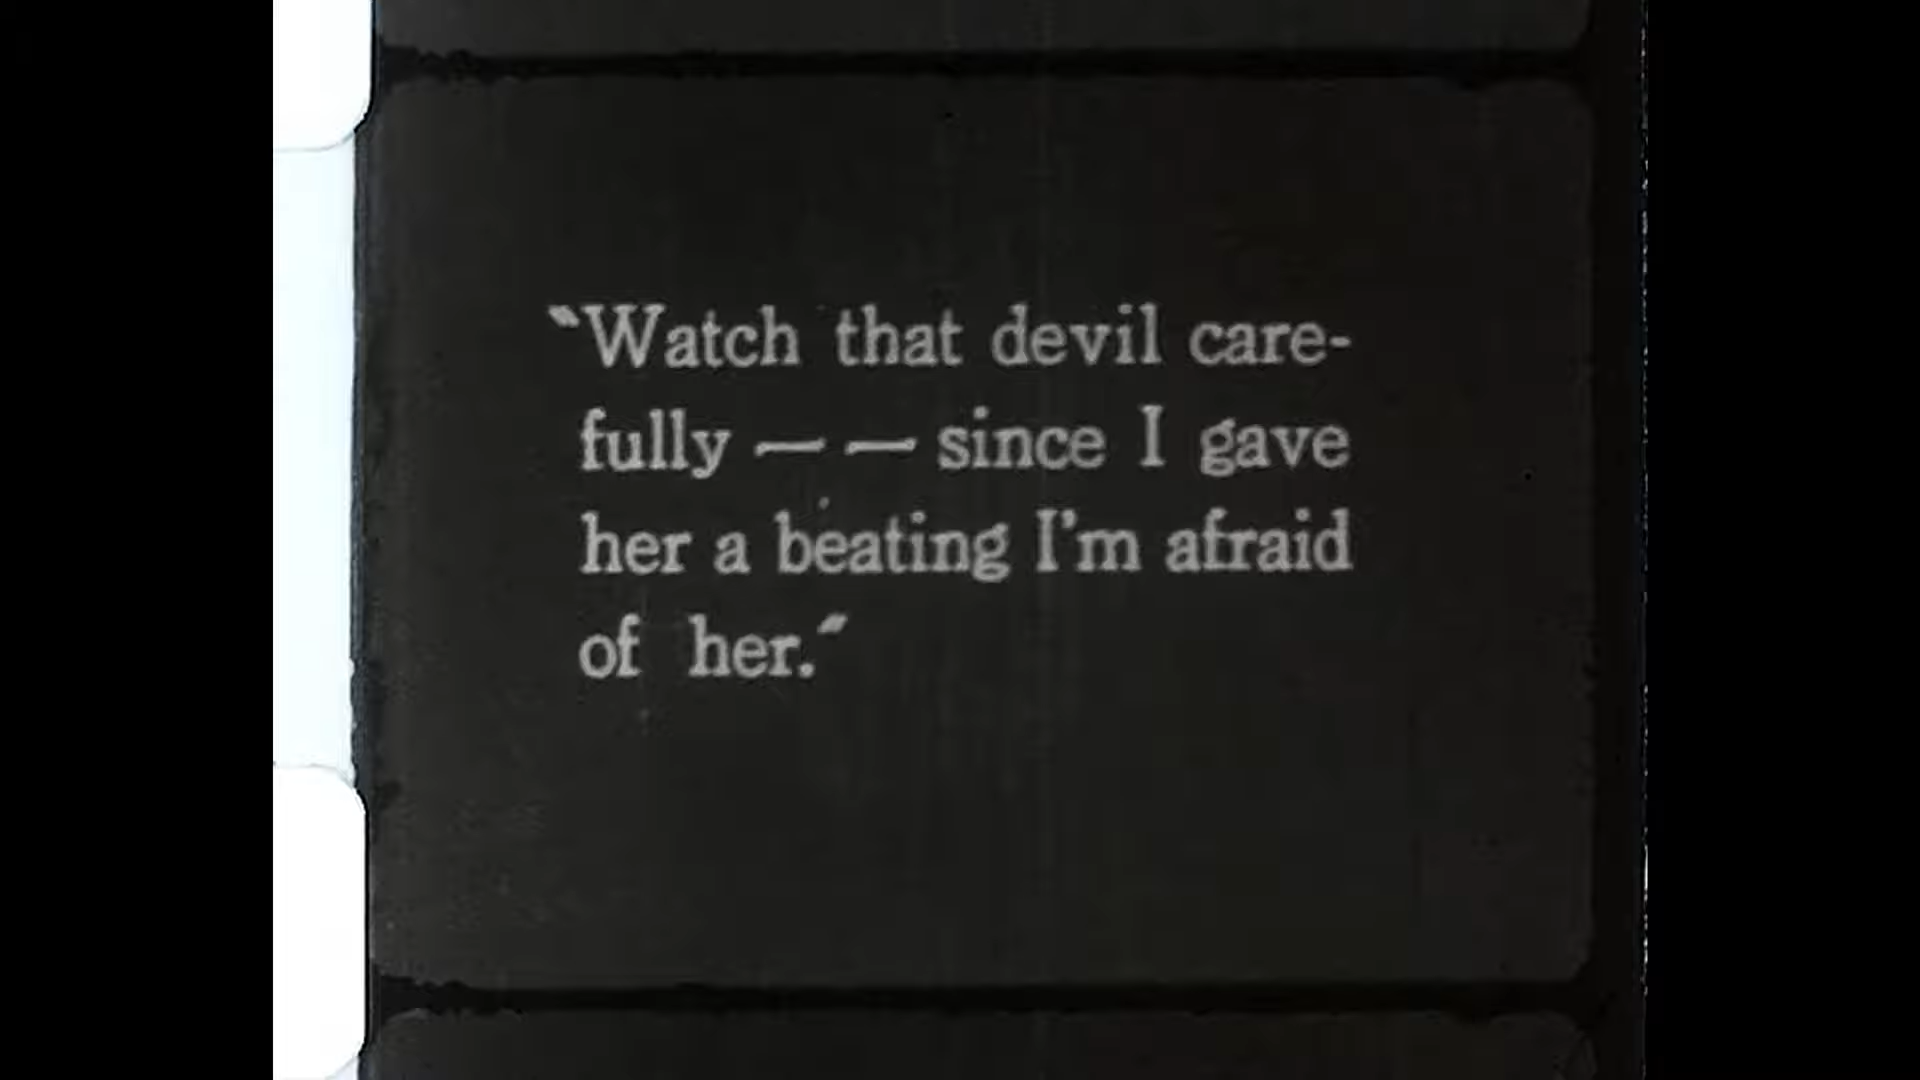 "Watch that devil care-
fully — — since I gave
her a beating I'm afraid
of her."